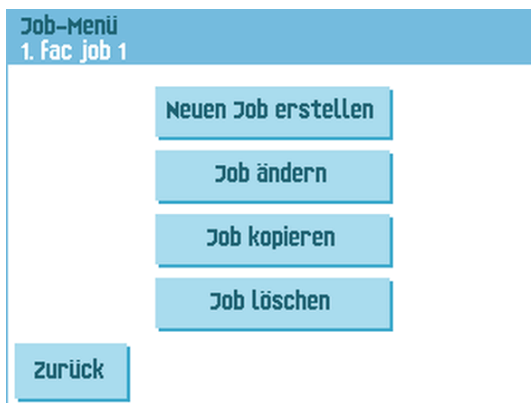 Job-Menü
1. Fac job 1
Neuen Job erstellen
Job ändern
Job kopieren
Job löschen
Zurück